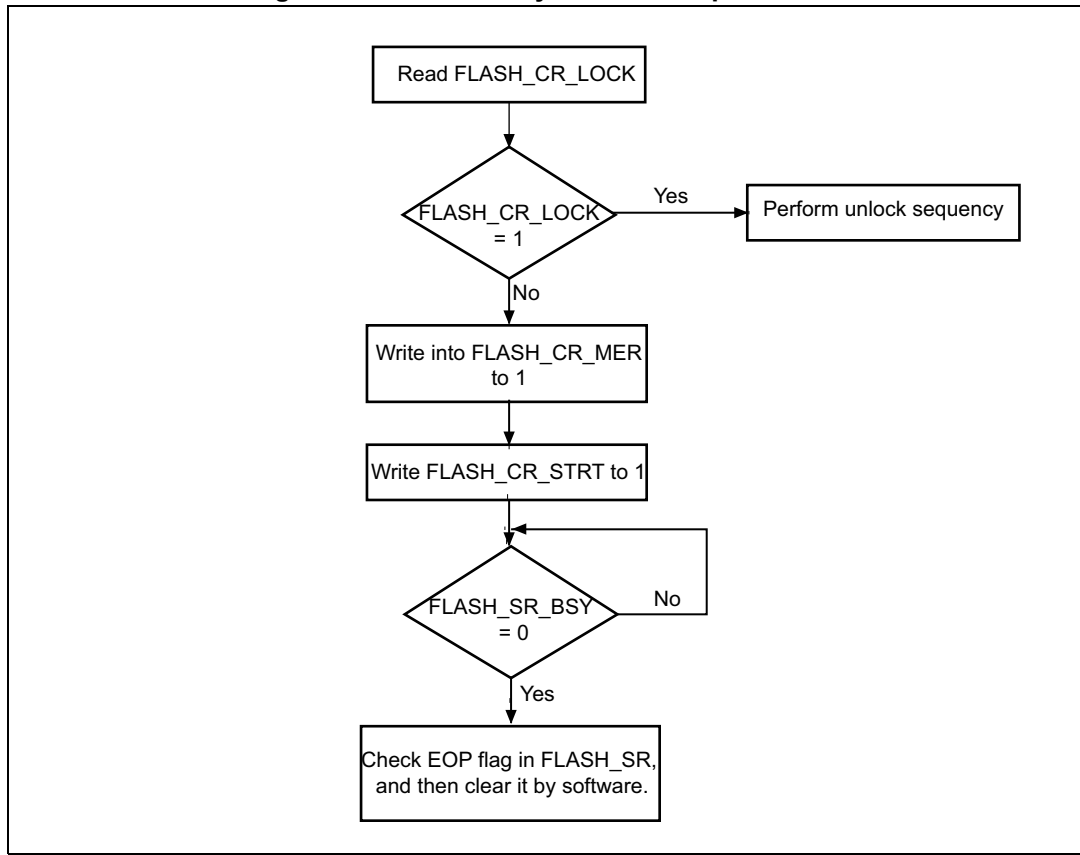 Read FLASH_CR_LOCK
FLASH_CR_LOCK
= 1
Yes
Perform unlock sequency
No
Write into FLASH_CR_MER
to 1
Write FLASH_CR_STRT to 1
FLASH_SR_BSY
= 0
No
Yes
Check EOP flag in FLASH_SR,
and then clear it by software.